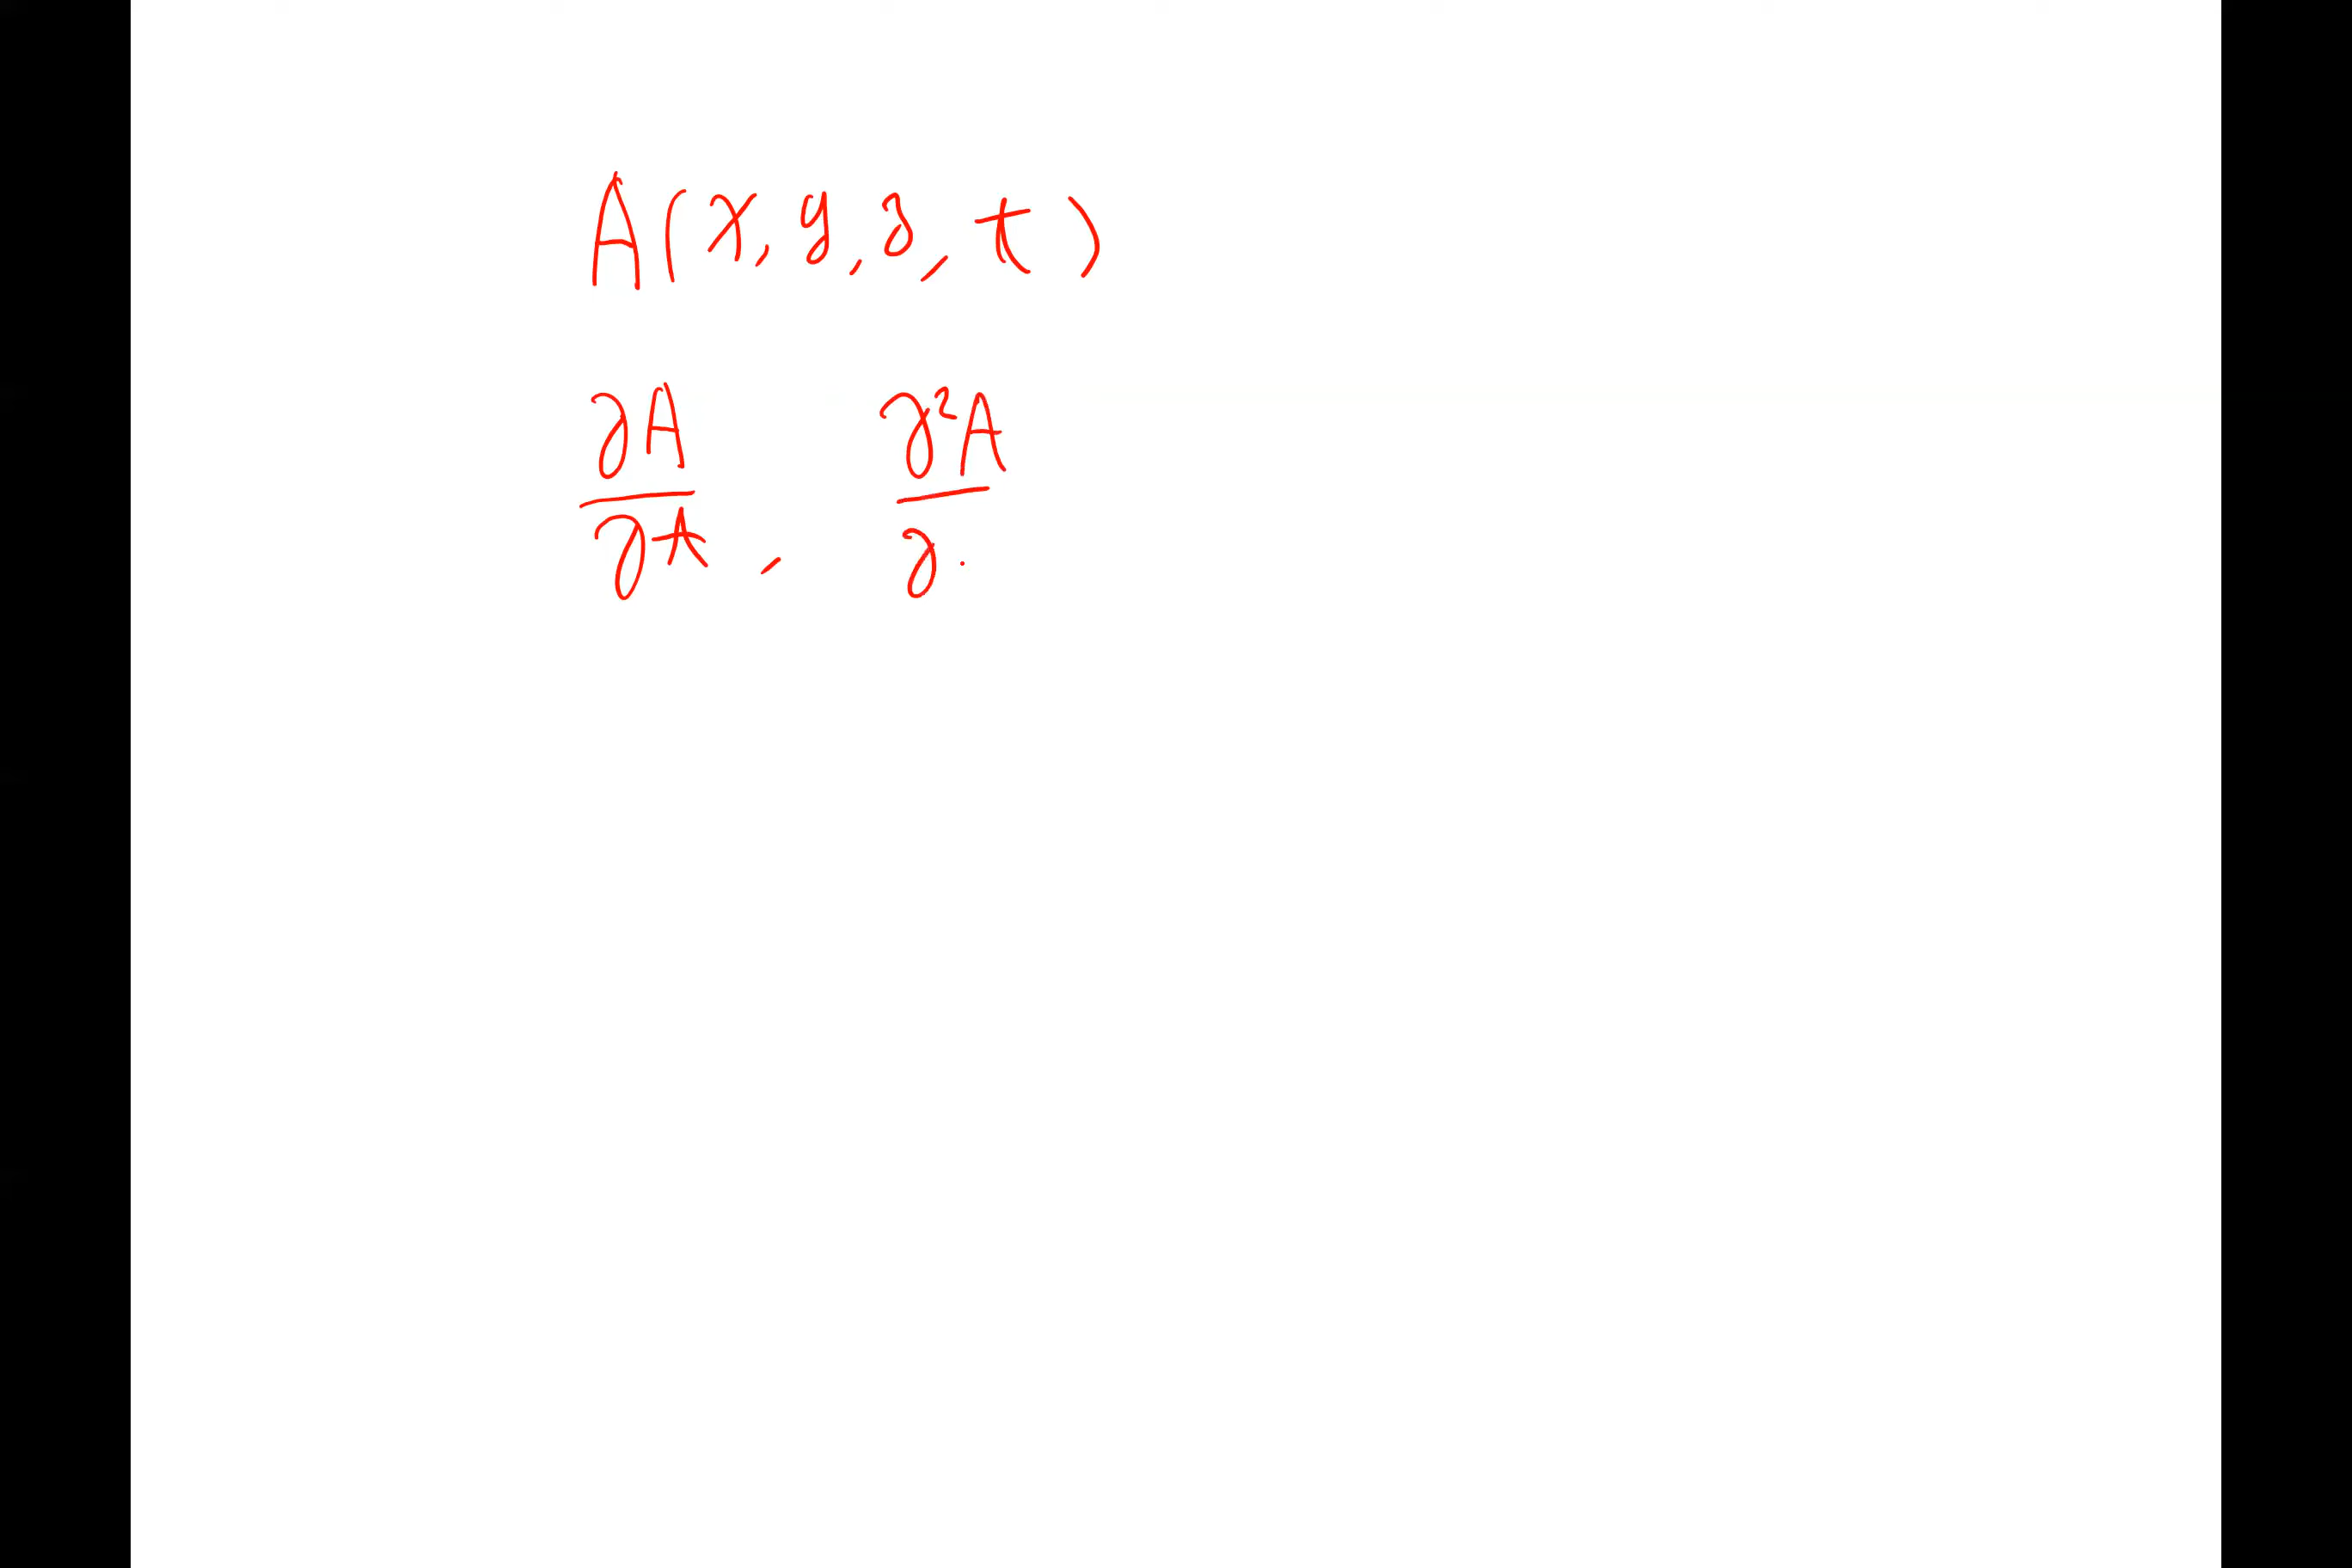 A(x, y, z, t)
∂A/∂t, ∂²A/∂.